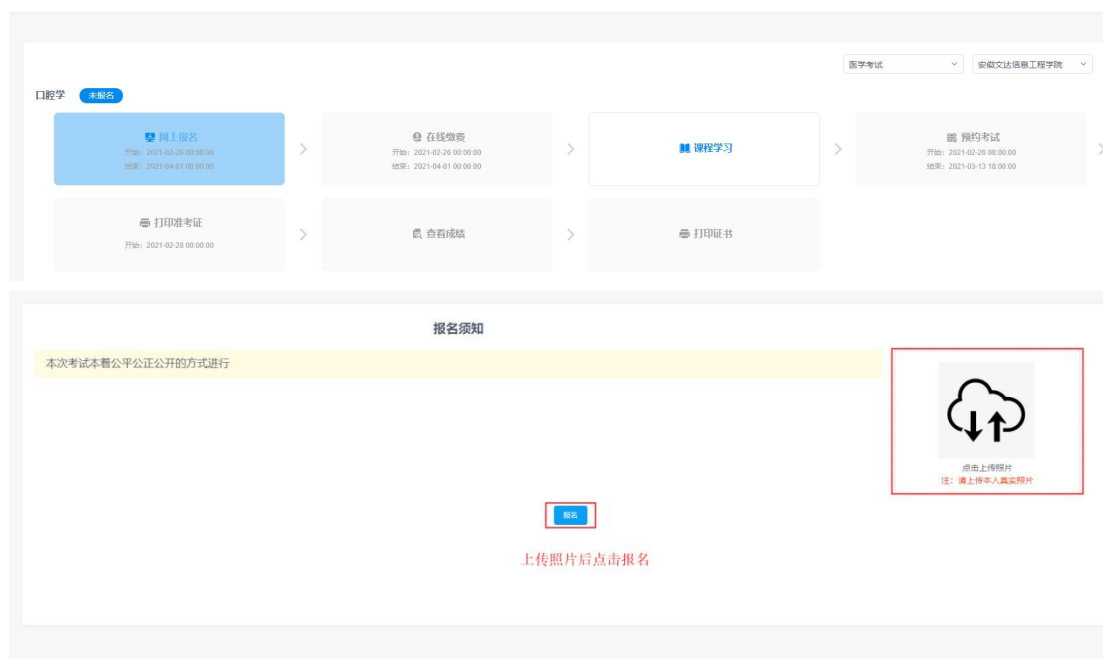 医学考试 安徽文达信息工程学院
口腔学 未报名
网上报名
开始：2021-02-26 00:00:00
结束：2021-04-01 00:00:00
在线缴费
开始：2021-02-26 00:00:00
结束：2021-04-01 00:00:00
课程学习
预约考试
开始：2021-02-26 00:00:00
结束：2021-03-13 18:00:00
打印准考证
开始：2021-02-28 00:00:00
查看成绩
打印证书
报名须知
本次考试本着公平公正公开的方式进行
点击上传照片
注：请上传本人真实照片
报名
上传照片后点击报名